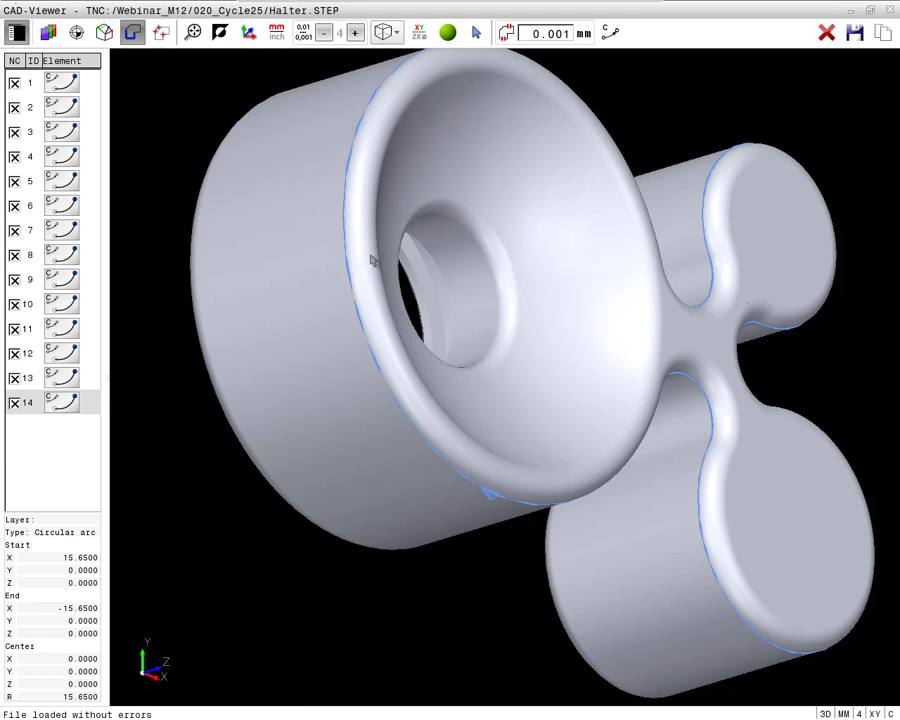 CAD-Viewer - TNC:/Webinar_M12/020_Cycle25/Halter.STEP
mm
inch
0,01
0,001
- 4 +
XY
ZXØ
0.001 mm
NC ID Element
1 C
2 C
3 C
4 C
5 C
6 C
7 C
8 C
9 C
10 C
11 C
12 C
13 C
14 C
Layer:
Type: Circular arc
Start
X 15.6500
Y 0.0000
Z 0.0000
End
X -15.6500
Y 0.0000
Z 0.0000
Center
X 0.0000
Y 0.0000
Z 0.0000
R 15.6500
Y
Z
X
File loaded without errors
3D MM 4 XY C